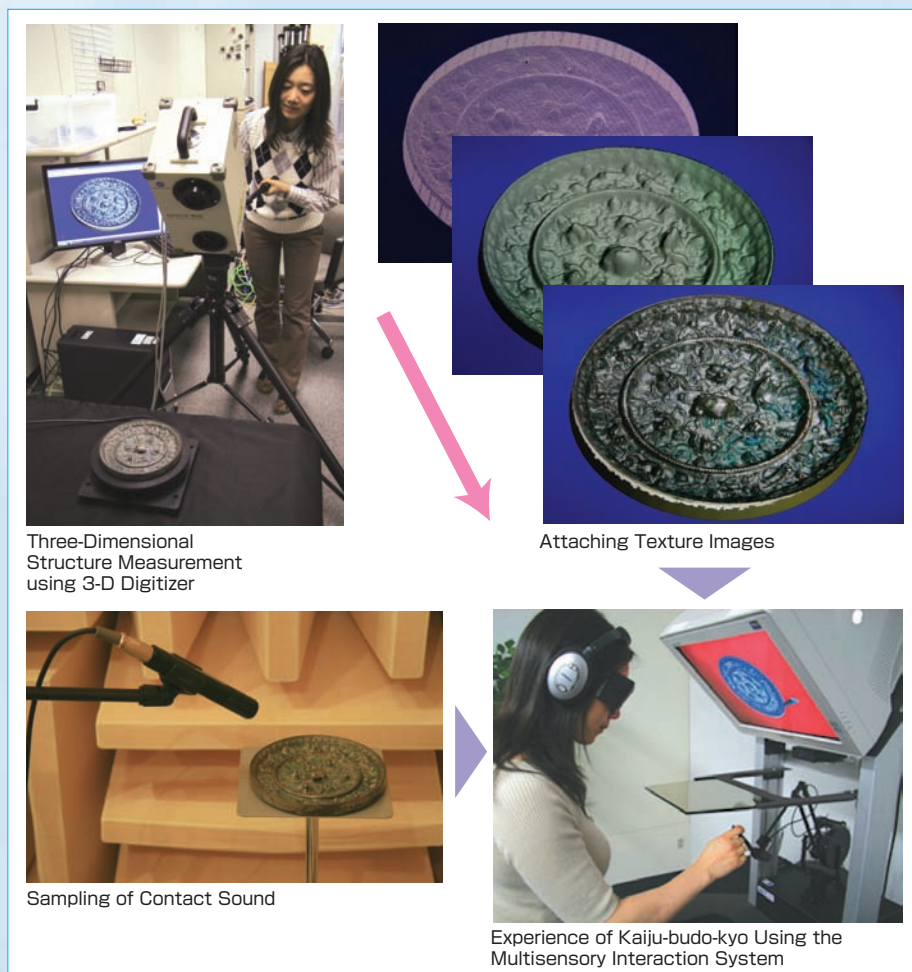 Three-Dimensional
Structure Measurement
using 3-D Digitizer
Attaching Texture Images
Sampling of Contact Sound
Experience of Kaiju-budo-kyo Using the
Multisensory Interaction System